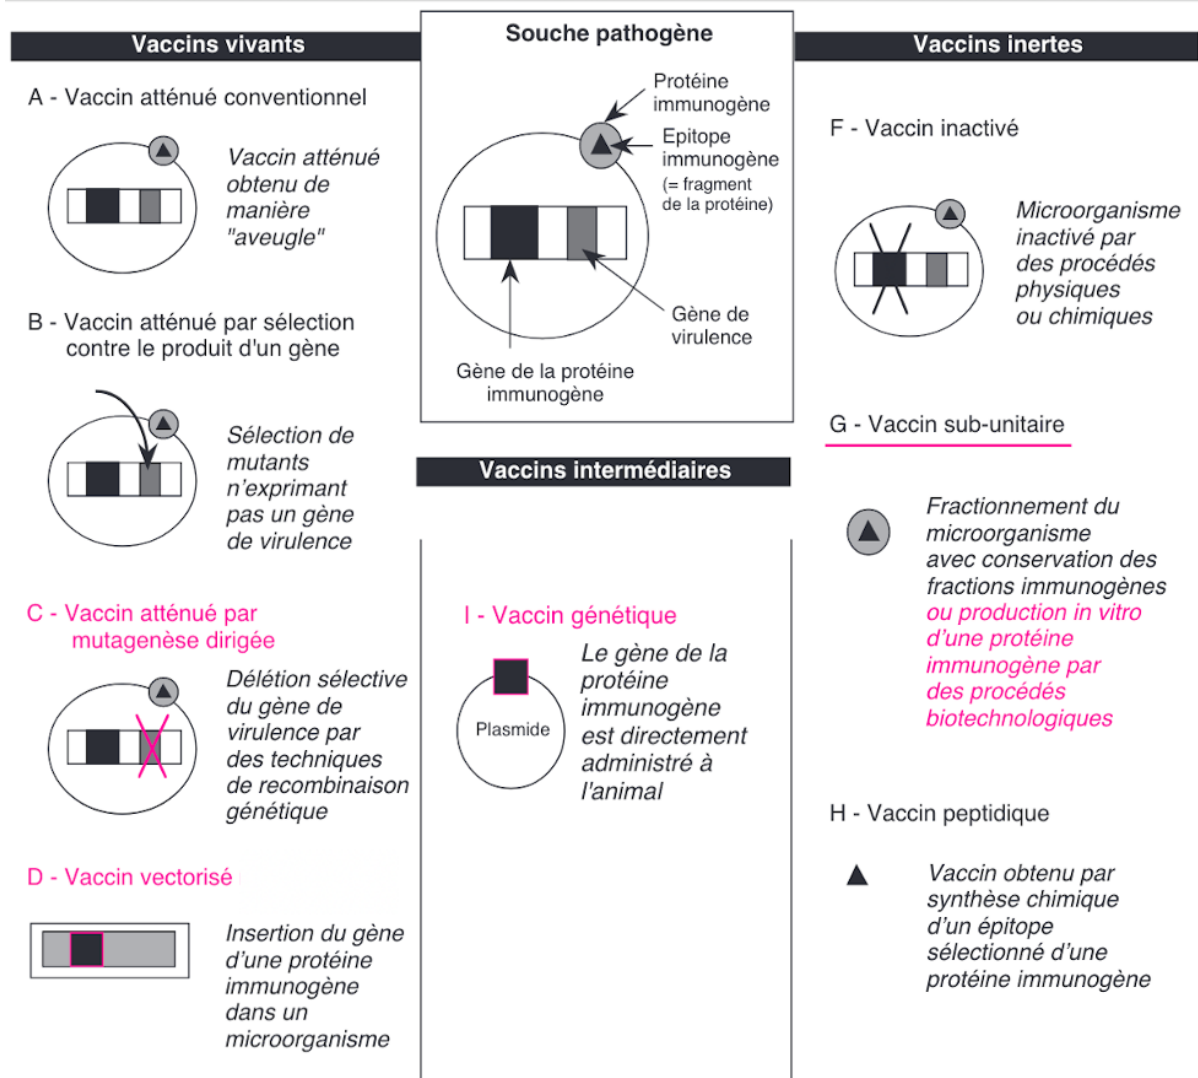 Vaccins vivants
A - Vaccin atténué conventionnel
Vaccin atténué
obtenu de
manière
"aveugle"
B - Vaccin atténué par sélection
contre le produit d'un gène
Sélection de
mutants
n'exprimant
pas un gène
de virulence
C - Vaccin atténué par
mutagenèse dirigée
Délétion sélective
du gène de
virulence par
des techniques
de recombinaison
génétique
D - Vaccin vectorisé
Insertion du gène
d'une protéine
immunogène
dans un
microorganisme
Souche pathogène
Protéine
immunogène
Epitope
immunogène
(= fragment
de la protéine)
Gène de
virulence
Gène de la protéine
immunogène
Vaccins intermédiaires
I - Vaccin génétique
Plasmide
Le gène de la
protéine
immunogène
est directement
administré à
l'animal
Vaccins inertes
F - Vaccin inactivé
Microorganisme
inactivé par
des procédés
physiques
ou chimiques
G - Vaccin sub-unitaire
Fractionnement du
microorganisme
avec conservation des
fractions immunogènes
ou production in vitro
d'une protéine
immunogène par
des procédés
biotechnologiques
H - Vaccin peptidique
Vaccin obtenu par
synthèse chimique
d'un épitope
sélectionné d'une
protéine immunogène